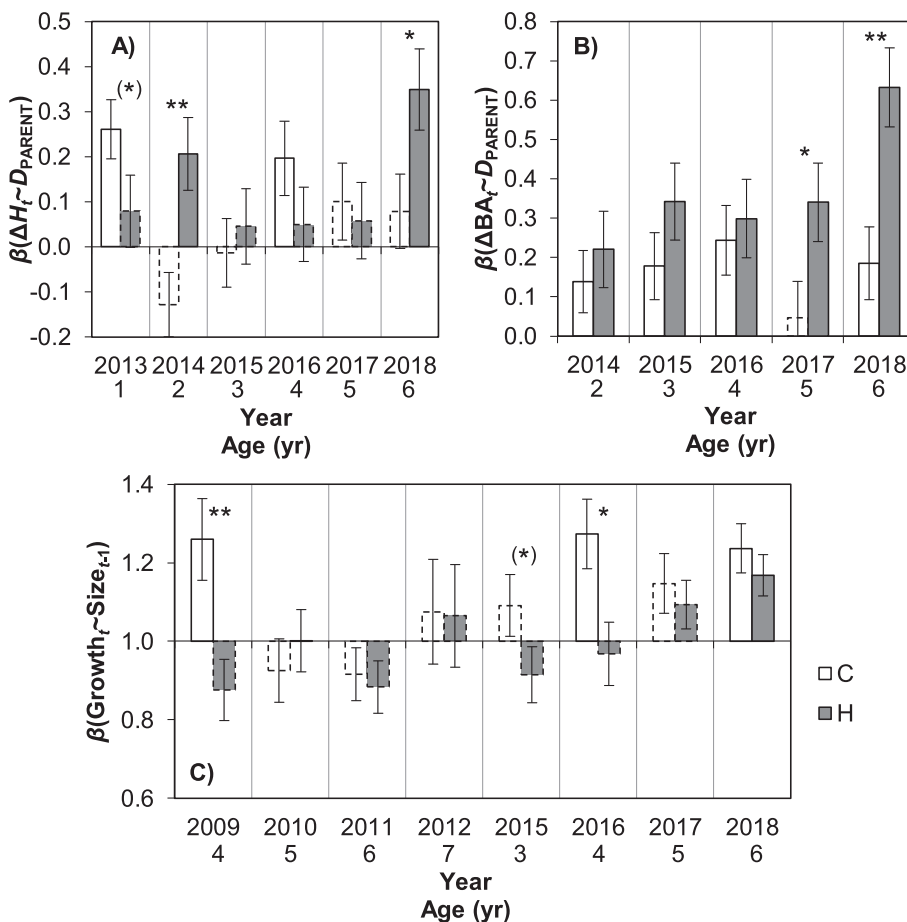 A)
β(ΔHt~DPARENT)
0.5
0.4
0.3
0.2
0.1
0.0
-0.1
-0.2
(*)
**
*
2013 2014 2015 2016 2017 2018
1 2 3 4 5 6
Year
Age (yr)
B)
β(ΔBAt~DPARENT)
0.8
0.7
0.6
0.5
0.4
0.3
0.2
0.1
0.0
*
**
2014 2015 2016 2017 2018
2 3 4 5 6
Year
Age (yr)
C)
β(Growtht~Sizet-1)
1.4
1.2
1.0
0.8
0.6
**
(*)
*
2009 2010 2011 2012 2015 2016 2017 2018
4 5 6 7 3 4 5 6
Year
Age (yr)
C
H